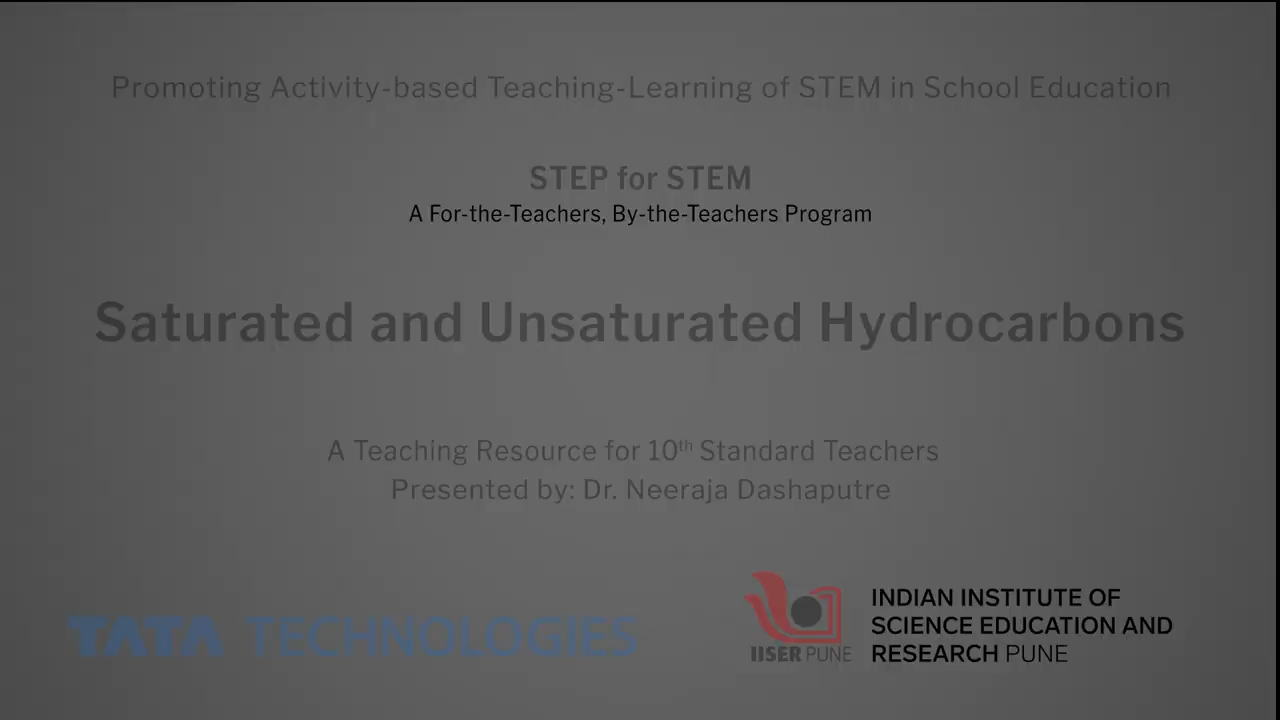 Promoting Activity-based Teaching-Learning of STEM in School Education
STEP for STEM
A For-the-Teachers, By-the-Teachers Program
Saturated and Unsaturated Hydrocarbons
A Teaching Resource for 10th Standard Teachers
Presented by: Dr. Neeraja Dashaputre
TATA TECHNOLOGIES
IISER PUNE
INDIAN INSTITUTE OF
SCIENCE EDUCATION AND
RESEARCH PUNE